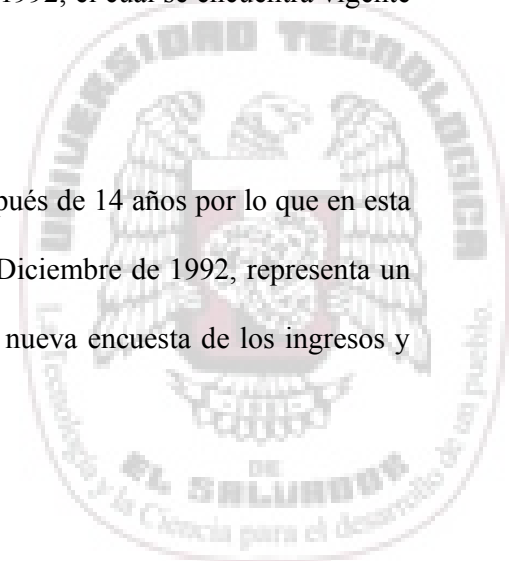 1992, el cual se encuentra vigente
UNIVERSIDAD TECNOLOGICA
pués de 14 años por lo que en esta
Diciembre de 1992, representa un
nueva encuesta de los ingresos y
DE
EL SALVADOR
La Tecnología y la Ciencia para el desarrollo de un pueblo.